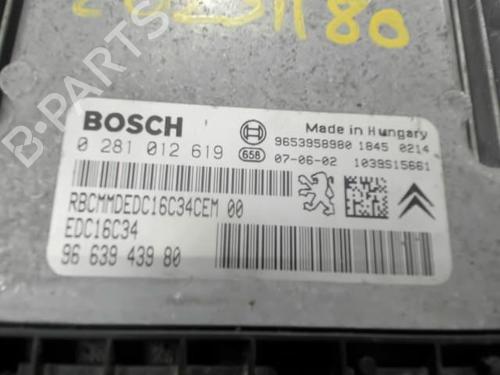 BOSCH
0 281 012 619
658
Made in Hungary
9653958980 1845 0214
07-06-02 1039S15661
RBCMMDEDC16C34CEM 00
EDC16C34
96 639 439 80
B-PARTS